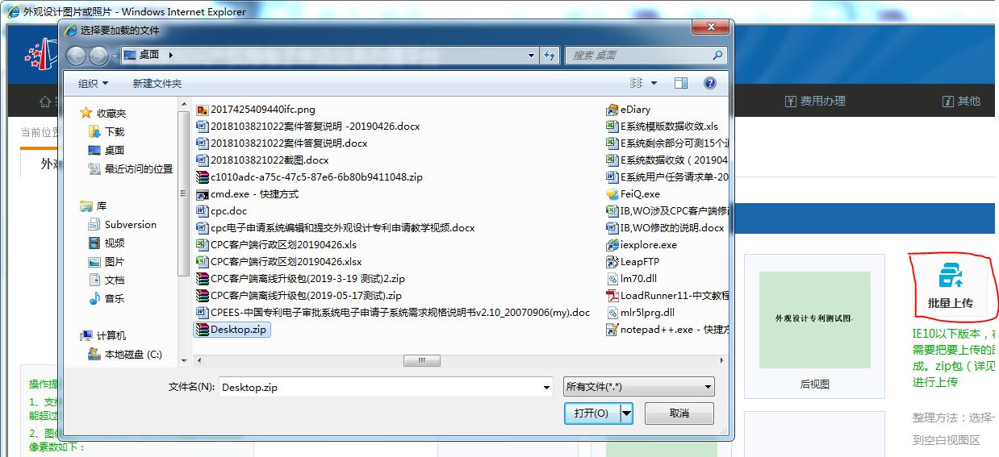 外观设计图片或照片 - Windows Internet Explorer
选择要加载的文件
桌面
搜索 桌面
组织
新建文件夹
费用办理
其他
当前位置
外观
收藏夹
下载
桌面
最近访问的位置
库
Subversion
视频
图片
文档
音乐
计算机
本地磁盘 (C:)
2017425409440ifc.png
2018103821022案件答复说明 -20190426.docx
2018103821022案件答复说明.docx
2018103821022截图.docx
c1010adc-a75c-47c5-87e6-6b80b9411048.zip
cmd.exe - 快捷方式
cpc.doc
cpc电子申请系统编辑和提交外观设计专利申请教学视频.docx
CPC客户端行政区划20190426.xls
CPC客户端行政区划20190426.xlsx
CPC客户端离线升级包(2019-3-19 测试)2.zip
CPC客户端离线升级包(2019-05-17测试).zip
CPEES-中国专利电子审批系统电子申请子系统需求规格说明书v2.10_20070906(my).doc
Desktop.zip
eDiary
E系统模版数据收敛.xls
E系统剩余部分可测15个
E系统数据收敛（201904
E系统用户任务请求单-20
FeiQ.exe
IB,WO涉及CPC客户端修
IB,WO修改的说明.docx
iexplore.exe
LeapFTP
lm70.dll
LoadRunner11-中文教程
mlr5lprg.dll
notepad++.exe - 快捷方
文件名(N):
Desktop.zip
所有文件(*.*)
打开(O)
取消
外观设计专利测试图
后视图
批量上传
IE10以下版本，
需要把要上传的
成。zip包（详见
进行上传
整理方法：选择
到空白视图区
操作提
1、支持
能超过
2、图像
像素数如下：